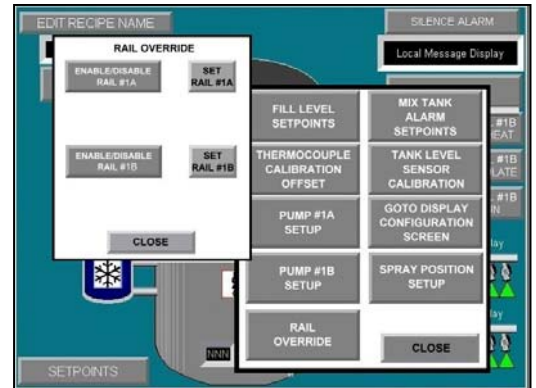 EDIT RECIPE NAME
SILENCE ALARM
Local Message Display
RAIL OVERRIDE
ENABLE/DISABLE
RAIL #1A
SET
RAIL #1A
ENABLE/DISABLE
RAIL #1B
SET
RAIL #1B
CLOSE
FILL LEVEL
SETPOINTS
MIX TANK
ALARM
SETPOINTS
THERMOCOUPLE
CALIBRATION
OFFSET
TANK LEVEL
SENSOR
CALIBRATION
PUMP #1A
SETUP
GOTO DISPLAY
CONFIGURATION
SCREEN
PUMP #1B
SETUP
SPRAY POSITION
SETUP
RAIL
OVERRIDE
CLOSE
#1B
#1B
#1B
NNN
SETPOINTS